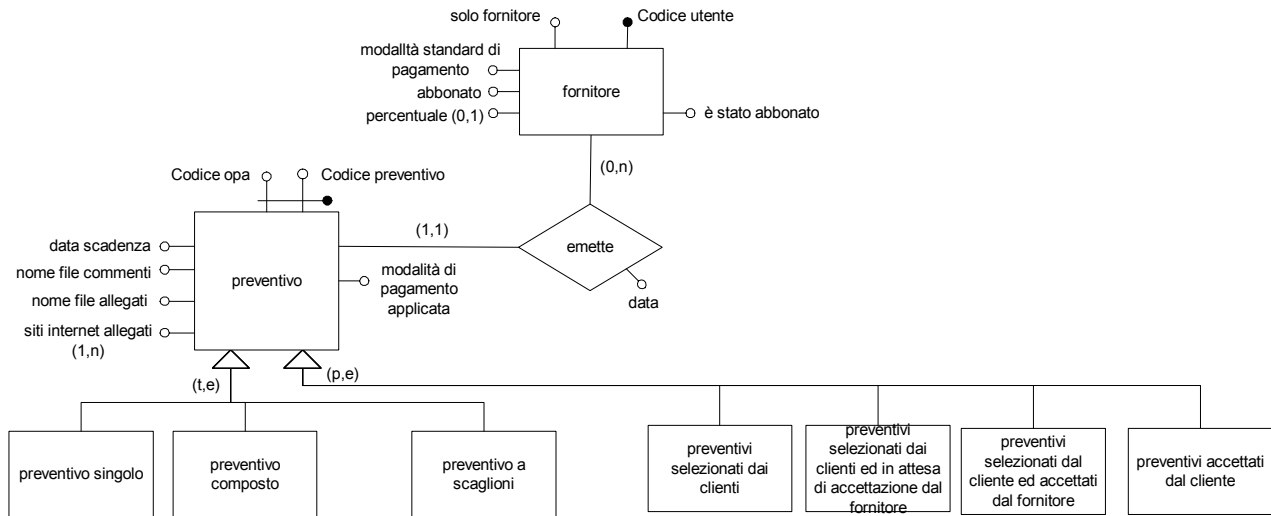 solo fornitore
Codice utente
modalltà standard di
pagamento
abbonato
percentuale (0,1)
fornitore
è stato abbonato
(0,n)
Codice opa
Codice preventivo
(1,1)
emette
data
data scadenza
nome file commenti
nome file allegati
siti internet allegati
(1,n)
preventivo
modalità di
pagamento
applicata
(t,e)
(p,e)
preventivo singolo
preventivo
composto
preventivo a
scaglioni
preventivi
selezionati dai
clienti
preventivi
selezionati dai
clienti ed in attesa
di accettazione dal
fornitore
preventivi
selezionati dal
cliente ed accettati
dal fornitore
preventivi accettati
dal cliente